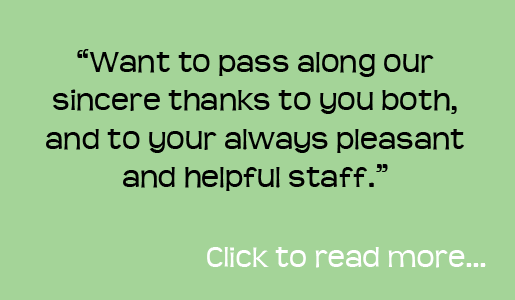 “Want to pass along our
sincere thanks to you both,
and to your always pleasant
and helpful staff.”
Click to read more...